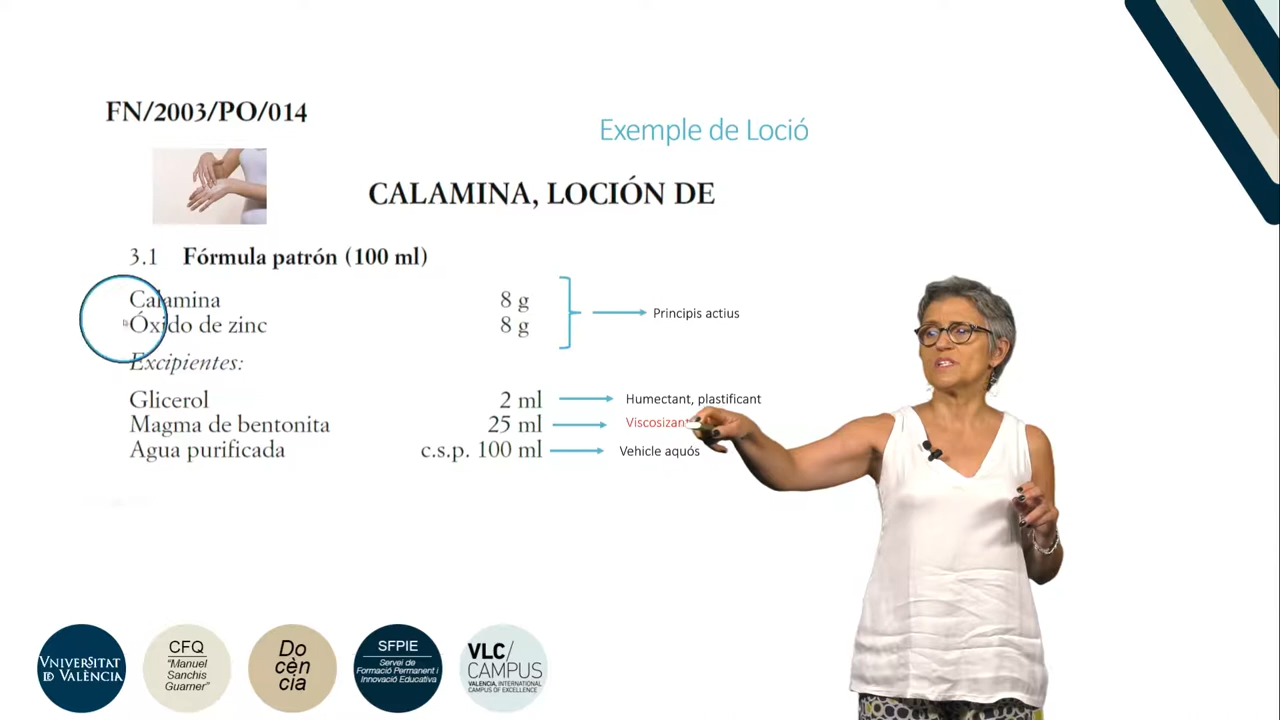 FN/2003/PO/014
Exemple de Loció
CALAMINA, LOCIÓN DE
3.1 Fórmula patrón (100 ml)
Calamina 8 g
Óxido de zinc 8 g
Principis actius
Excipientes:
Glicerol 2 ml Humectant, plastificant
Magma de bentonita 25 ml Viscosizant
Agua purificada c.s.p. 100 ml Vehicle aquós
VNIVERSITAT
ID VALÈNCIA
CFQ
"Manuel
Sanchis
Guarner"
Do
cèn
cia
SFPIE
Servei de
Formació Permanent i
Innovació Educativa
VLC/
CAMPUS
VALENCIA, INTERNATIONAL
CAMPUS OF EXCELLENCE